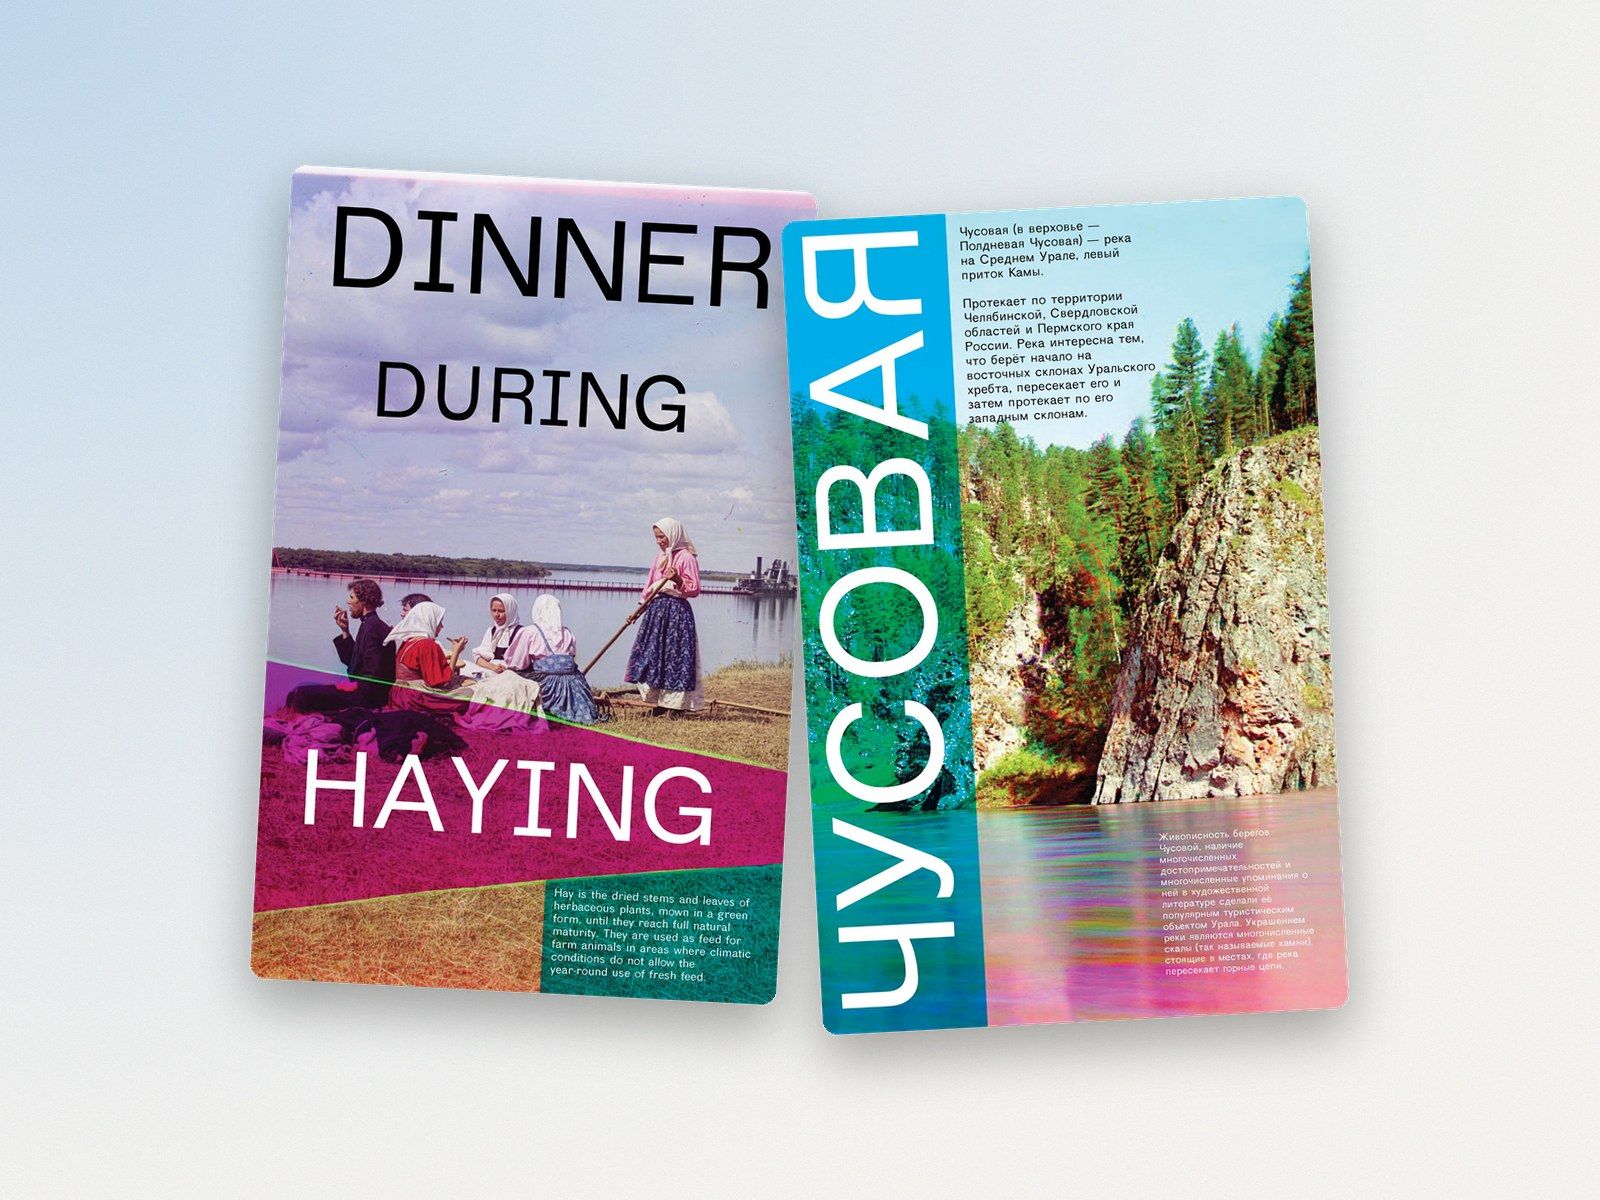 DINNER
DURING
HAYING
Hay is the dried stems and leaves of
herbaceous plants, mown in a green
form, until they reach full natural
maturity. They are used as feed for
farm animals in areas where climatic
conditions do not allow the
year-round use of fresh feed.
ЧУСОВАЯ
Чусовая (в верховье —
Полдневая Чусовая) — река
на Среднем Урале, левый
приток Камы.
Протекает по территории
Челябинской, Свердловской
областей и Пермского края
России. Река интересна тем,
что берёт начало на
восточных склонах Уральского
хребта, пересекает его и
затем протекает по его
западным склонам.
Живописность берегов
Чусовой, наличие
многочисленных
достопримечательностей и
многочисленные упоминания о
ней в художественной
литературе сделали её
популярным туристическим
объектом Урала. Украшением
реки являются многочисленные
скалы (так называемые камни),
стоящие в местах, где река
пересекает горные цепи.